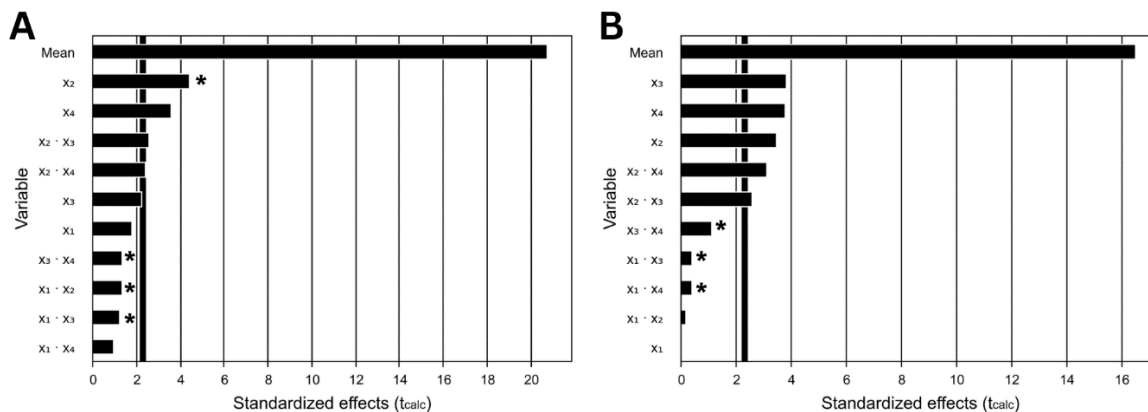 A
Mean
x₂ *
x₄
x₂ · x₃
x₂ · x₄
x₃
x₁
x₃ · x₄ *
x₁ · x₂ *
x₁ · x₃ *
x₁ · x₄
Variable
0 2 4 6 8 10 12 14 16 18 20
Standardized effects (tcalc)
B
Mean
x₃
x₄
x₂
x₂ · x₄
x₂ · x₃
x₃ · x₄ *
x₁ · x₃ *
x₁ · x₄ *
x₁ · x₂
x₁
Variable
0 2 4 6 8 10 12 14 16
Standardized effects (tcalc)